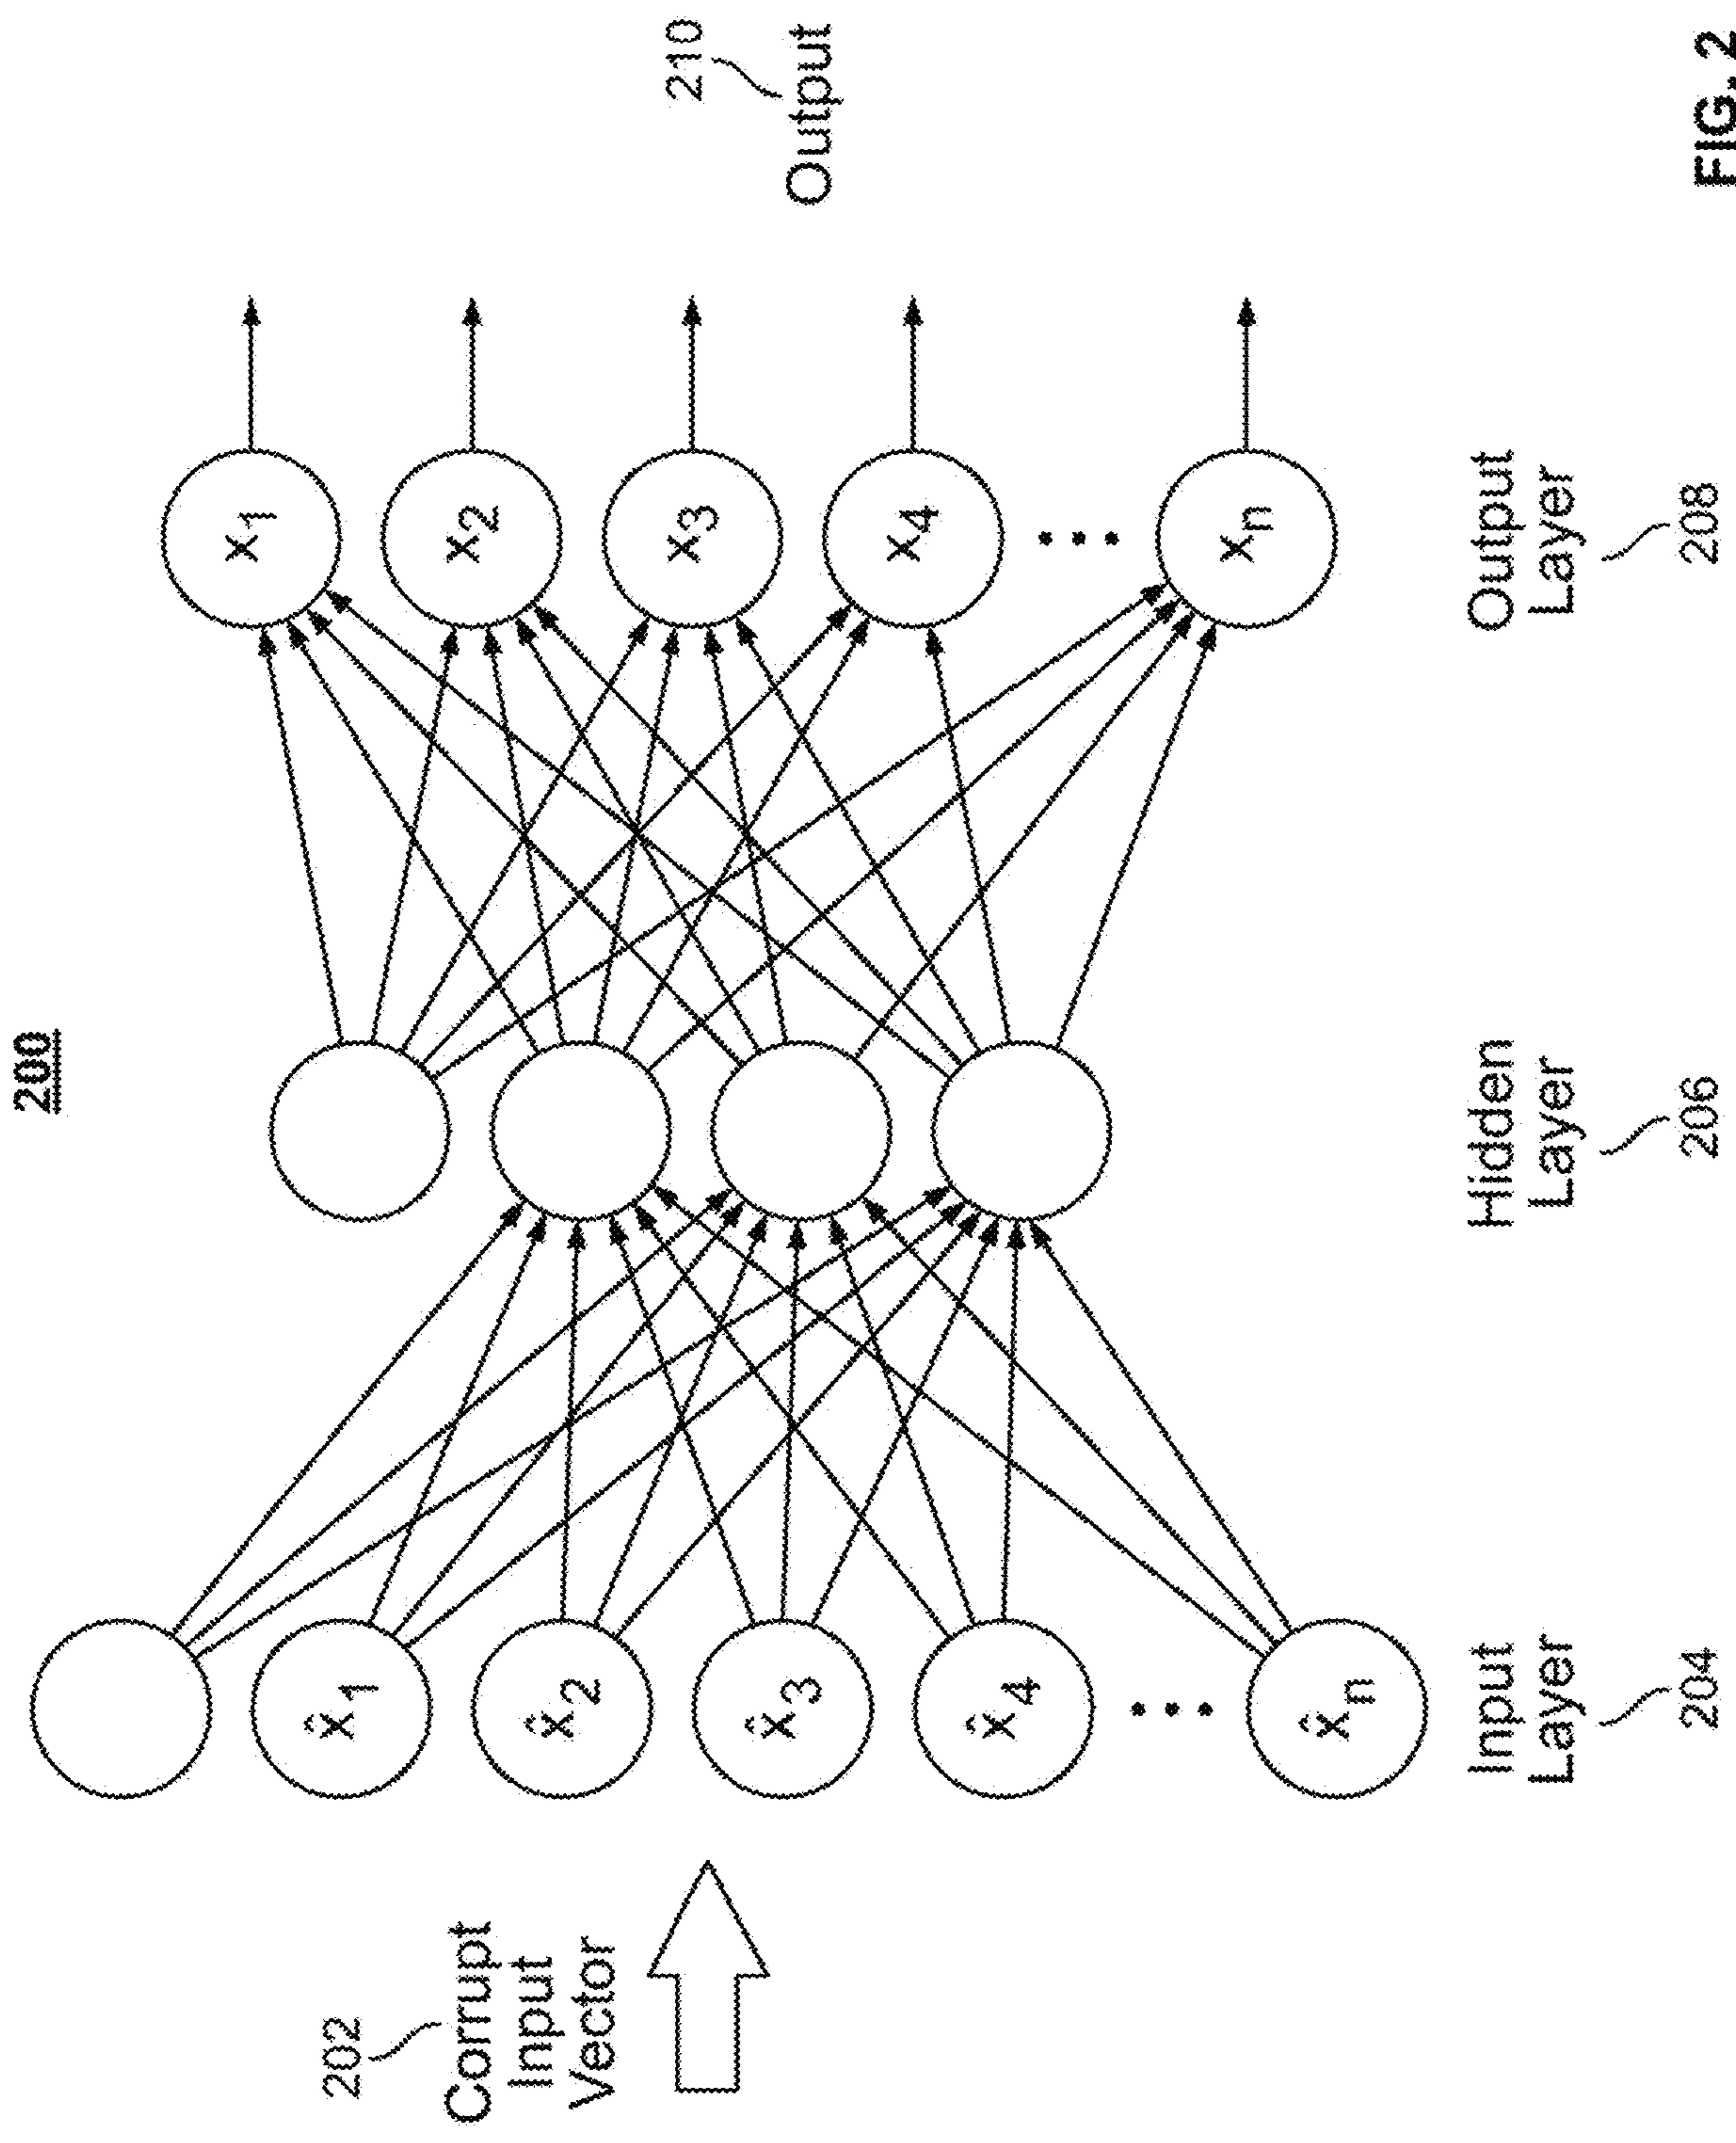 200
202
Corrupt
Input
Vector
x̂1
x̂2
x̂3
x̂4
x̂n
Input
Layer
204
Hidden
Layer
206
x1
x2
x3
x4
xn
Output
Layer
208
210
Output
FIG. 2